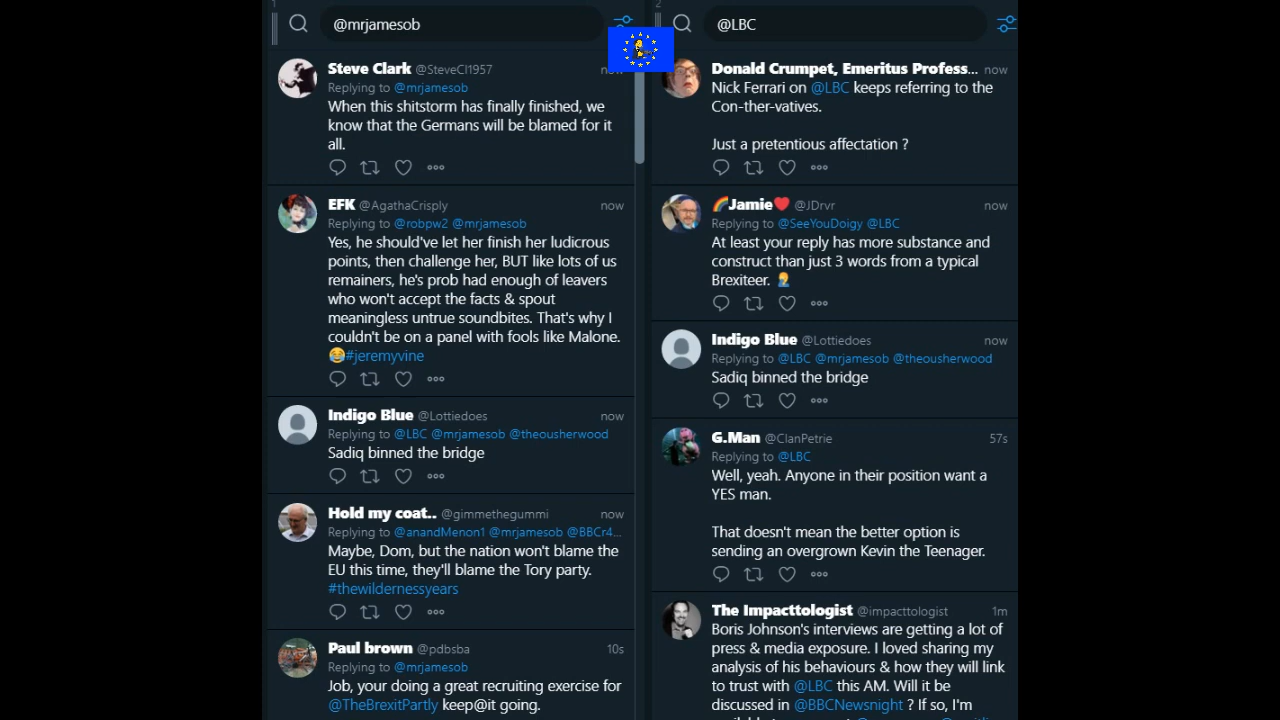 1
@mrjamesob
Steve Clark @SteveCl1957 now
Replying to @mrjamesob
When this shitstorm has finally finished, we
know that the Germans will be blamed for it
all.
EFK @AgathaCrisply now
Replying to @robpw2 @mrjamesob
Yes, he should've let her finish her ludicrous
points, then challenge her, BUT like lots of us
remainers, he's prob had enough of leavers
who won't accept the facts & spout
meaningless untrue soundbites. That's why I
couldn't be on a panel with fools like Malone.
😂#jeremyvine
Indigo Blue @Lottiedoes now
Replying to @LBC @mrjamesob @theousherwood
Sadiq binned the bridge
Hold my coat.. @gimmethegummi now
Replying to @anandMenon1 @mrjamesob @BBCr4...
Maybe, Dom, but the nation won't blame the
EU this time, they'll blame the Tory party.
#thewildernessyears
Paul brown @pdbsba 10s
Replying to @mrjamesob
Job, your doing a great recruiting exercise for
@TheBrexitPartly keep@it going.
2
@LBC
Donald Crumpet, Emeritus Profess... now
Nick Ferrari on @LBC keeps referring to the
Con-ther-vatives.
Just a pretentious affectation ?
🌈Jamie❤️ @JDrvr now
Replying to @SeeYouDoigy @LBC
At least your reply has more substance and
construct than just 3 words from a typical
Brexiteer. 🤦‍♂️
Indigo Blue @Lottiedoes now
Replying to @LBC @mrjamesob @theousherwood
Sadiq binned the bridge
G.Man @ClanPetrie 57s
Replying to @LBC
Well, yeah. Anyone in their position want a
YES man.
That doesn't mean the better option is
sending an overgrown Kevin the Teenager.
The Impacttologist @impacttologist 1m
Boris Johnson's interviews are getting a lot of
press & media exposure. I loved sharing my
analysis of his behaviours & how they will link
to trust with @LBC this AM. Will it be
discussed in @BBCNewsnight ? If so, I'm